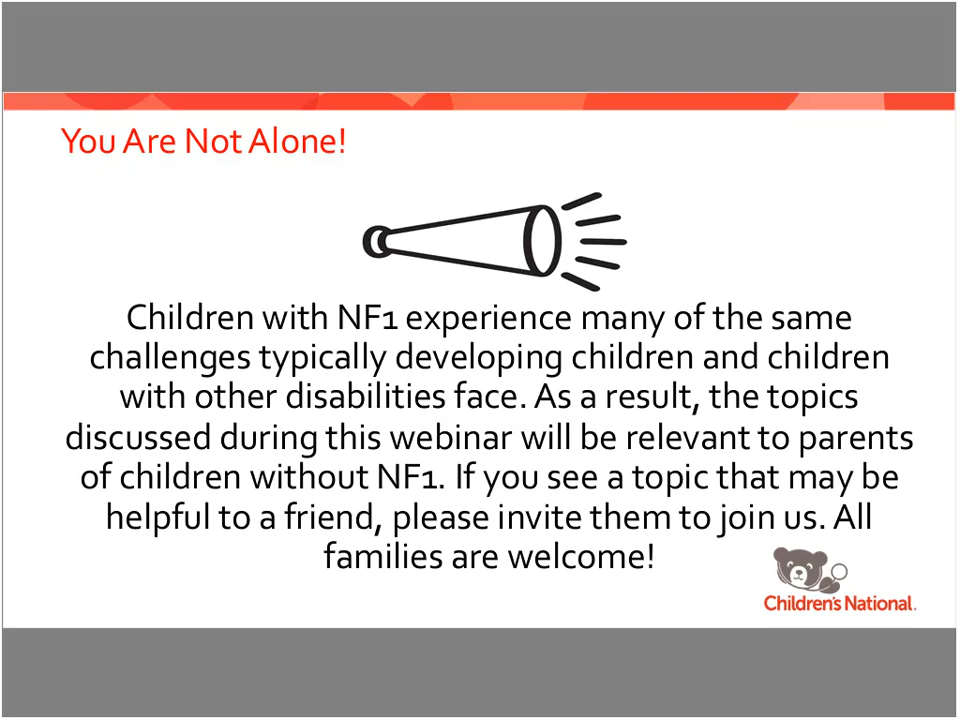 You Are Not Alone!
Children with NF1 experience many of the same
challenges typically developing children and children
with other disabilities face. As a result, the topics
discussed during this webinar will be relevant to parents
of children without NF1. If you see a topic that may be
helpful to a friend, please invite them to join us. All
families are welcome!
Children's National.